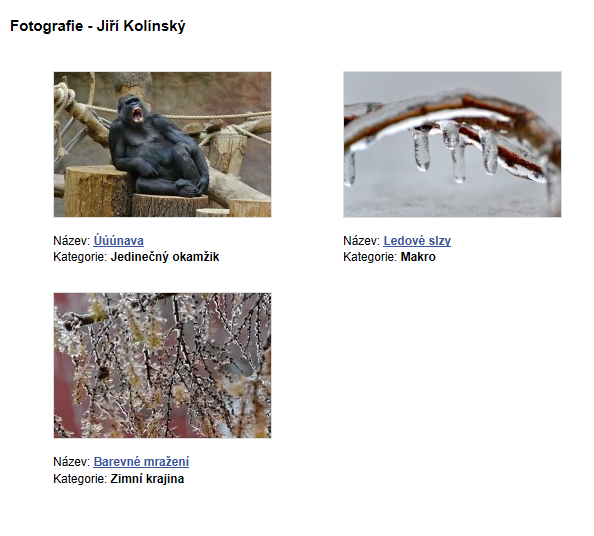 Fotografie - Jiří Kolínský
Název: Úúúnava
Kategorie: Jedinečný okamžik
Název: Ledové slzy
Kategorie: Makro
Název: Barevné mražení
Kategorie: Zimní krajina